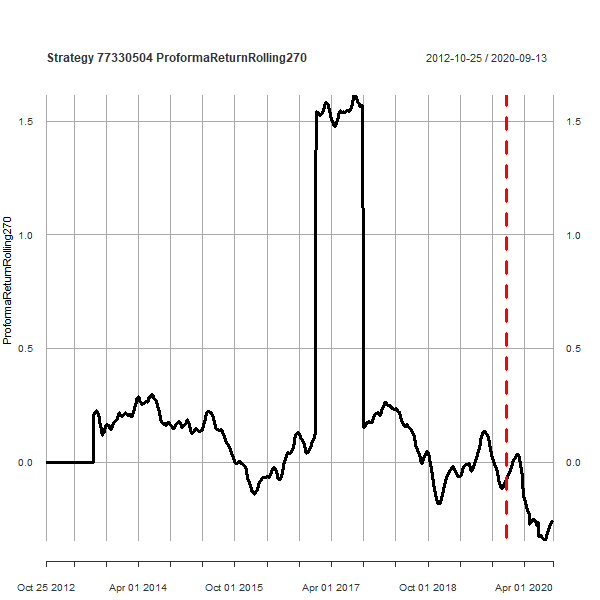 Strategy 77330504 ProformaReturnRolling270 2012-10-25 / 2020-09-13
ProformaReturnRolling270
1.5 1.5
1.0 1.0
0.5 0.5
0.0 0.0
Oct 25 2012 Apr 01 2014 Oct 01 2015 Apr 01 2017 Oct 01 2018 Apr 01 2020